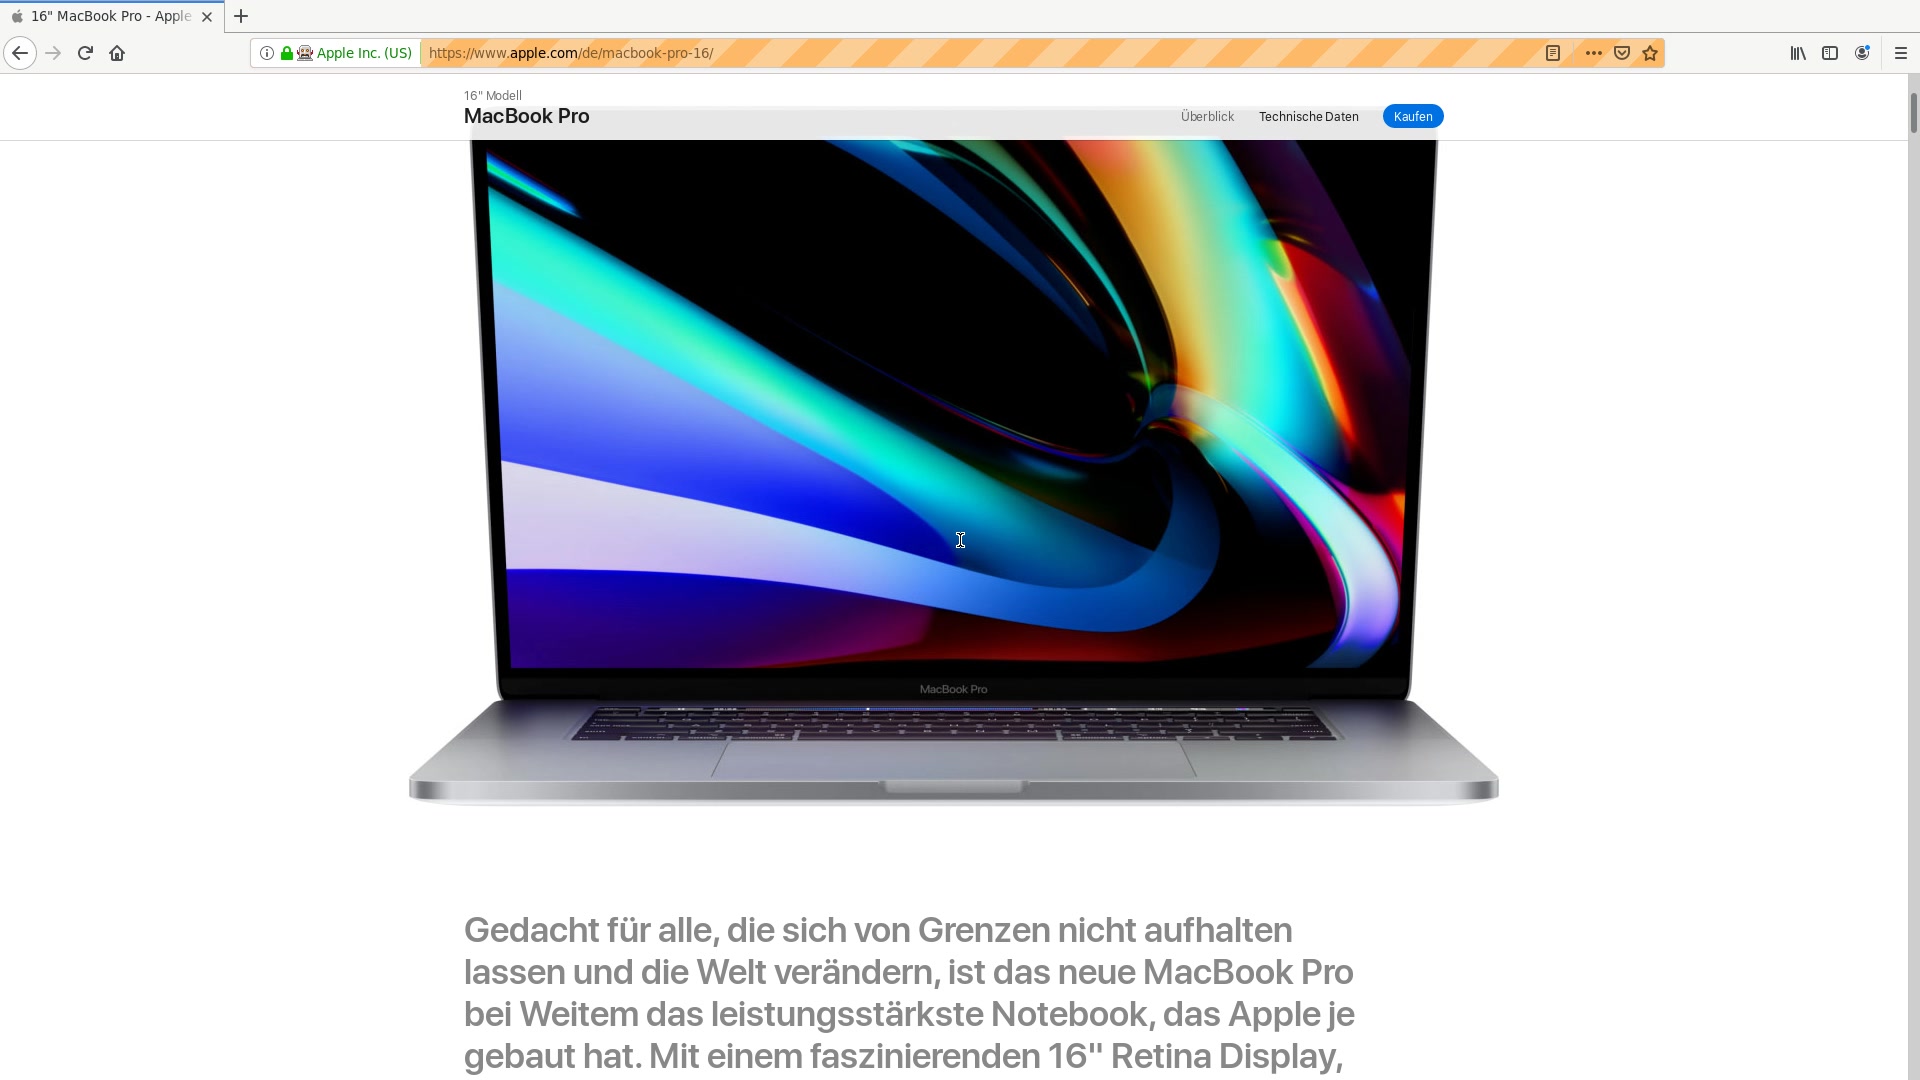 16" MacBook Pro - Apple
Apple Inc. (US)
https://www.apple.com/de/macbook-pro-16/
16" Modell
MacBook Pro
Überblick
Technische Daten
Kaufen
MacBook Pro
Gedacht für alle, die sich von Grenzen nicht aufhalten
lassen und die Welt verändern, ist das neue MacBook Pro
bei Weitem das leistungsstärkste Notebook, das Apple je
gebaut hat. Mit einem faszinierenden 16" Retina Display,